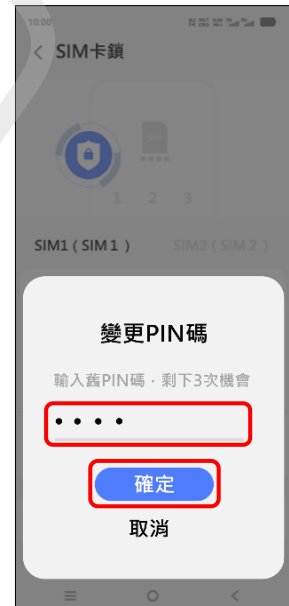 10:00
SIM卡鎖
1 2 3
SIM1 ( SIM 1 ) SIM2 ( SIM 2 )
變更PIN碼
輸入舊PIN碼，剩下3次機會
• • • •
確定
取消